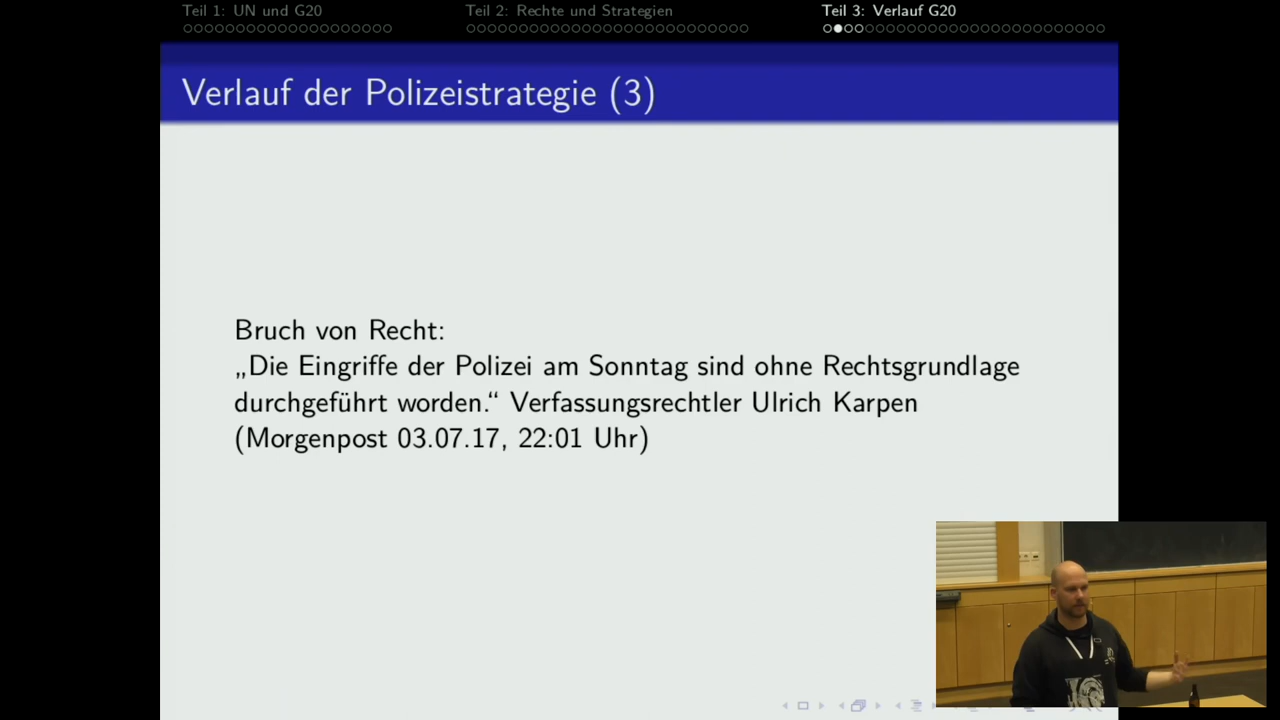 Teil 1: UN und G20
Teil 2: Rechte und Strategien
Teil 3: Verlauf G20
Verlauf der Polizeistrategie (3)
Bruch von Recht:
„Die Eingriffe der Polizei am Sonntag sind ohne Rechtsgrundlage
durchgeführt worden.“ Verfassungsrechtler Ulrich Karpen
(Morgenpost 03.07.17, 22:01 Uhr)